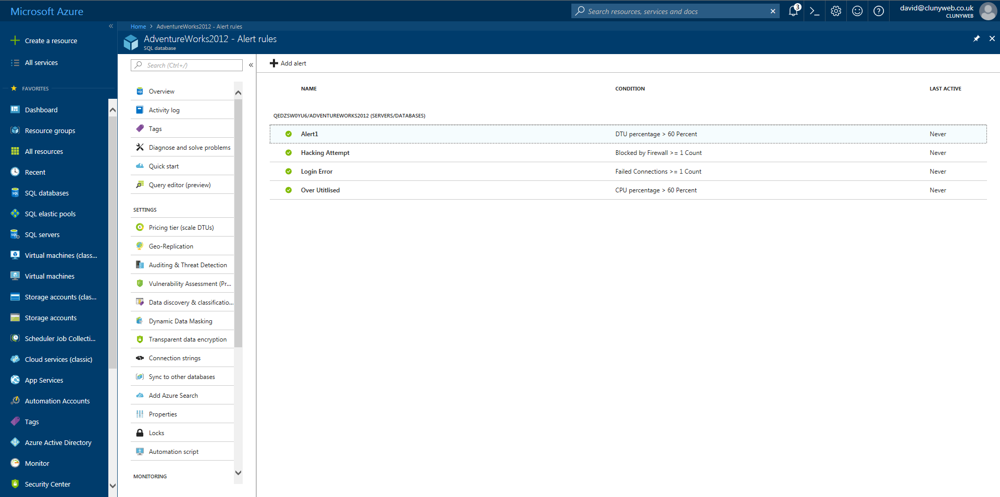 Microsoft Azure
Search resources, services and docs
3
david@clunyweb.co.uk
CLUNYWEB
Home > AdventureWorks2012 - Alert rules
AdventureWorks2012 - Alert rules
SQL database
Create a resource
All services
FAVORITES
Dashboard
Resource groups
All resources
Recent
SQL databases
SQL elastic pools
SQL servers
Virtual machines (class...
Virtual machines
Storage accounts (clas...
Storage accounts
Scheduler Job Collecti...
Cloud services (classic)
App Services
Automation Accounts
Tags
Azure Active Directory
Monitor
Security Center
Search (Ctrl+/)
Overview
Activity log
Tags
Diagnose and solve problems
Quick start
Query editor (preview)
SETTINGS
Pricing tier (scale DTUs)
Geo-Replication
Auditing & Threat Detection
Vulnerability Assessment (Pr...
Data discovery & classificatio...
Dynamic Data Masking
Transparent data encryption
Connection strings
Sync to other databases
Add Azure Search
Properties
Locks
Automation script
MONITORING
Add alert
NAME CONDITION LAST ACTIVE
QEDZSW0YU6/ADVENTUREWORKS2012 (SERVERS/DATABASES)
Alert1 DTU percentage > 60 Percent Never
Hacking Attempt Blocked by Firewall >= 1 Count Never
Login Error Failed Connections >= 1 Count Never
Over Utitlised CPU percentage > 60 Percent Never